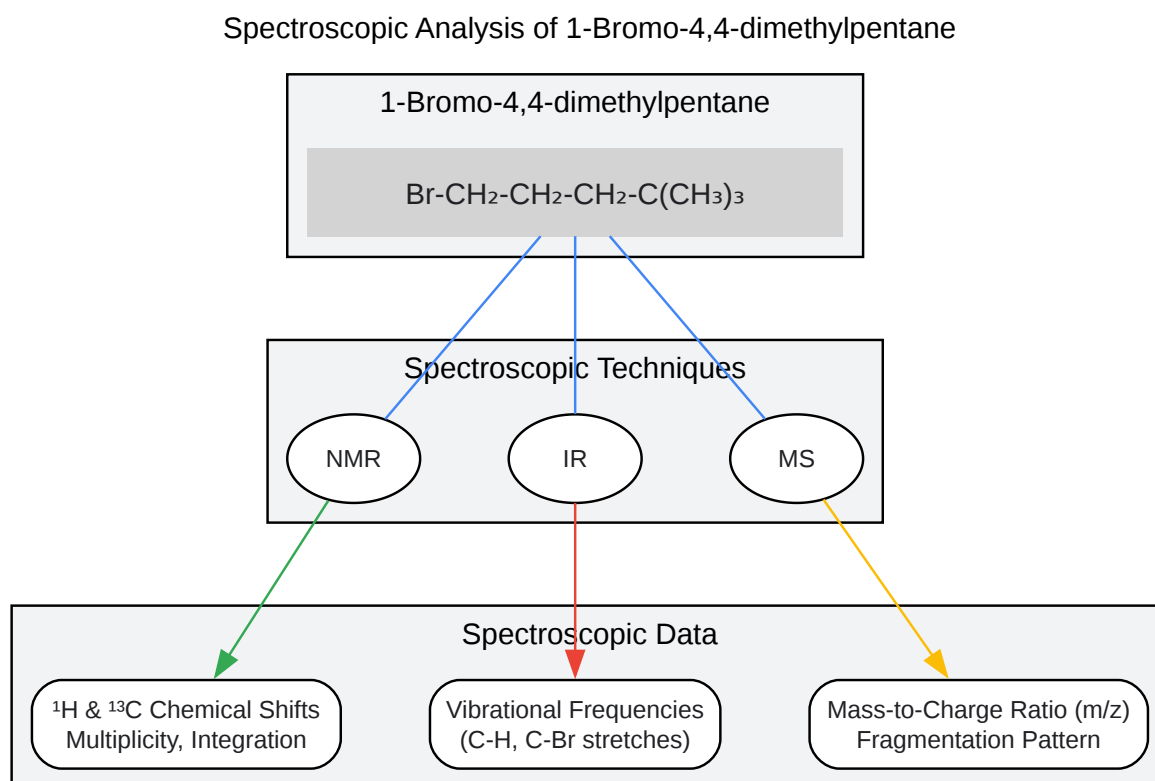 Spectroscopic Analysis of 1-Bromo-4,4-dimethylpentane
1-Bromo-4,4-dimethylpentane
Br-CH₂-CH₂-CH₂-C(CH₃)₃
Spectroscopic Techniques
NMR
IR
MS
Spectroscopic Data
¹H & ¹³C Chemical Shifts
Multiplicity, Integration
Vibrational Frequencies
(C-H, C-Br stretches)
Mass-to-Charge Ratio (m/z)
Fragmentation Pattern